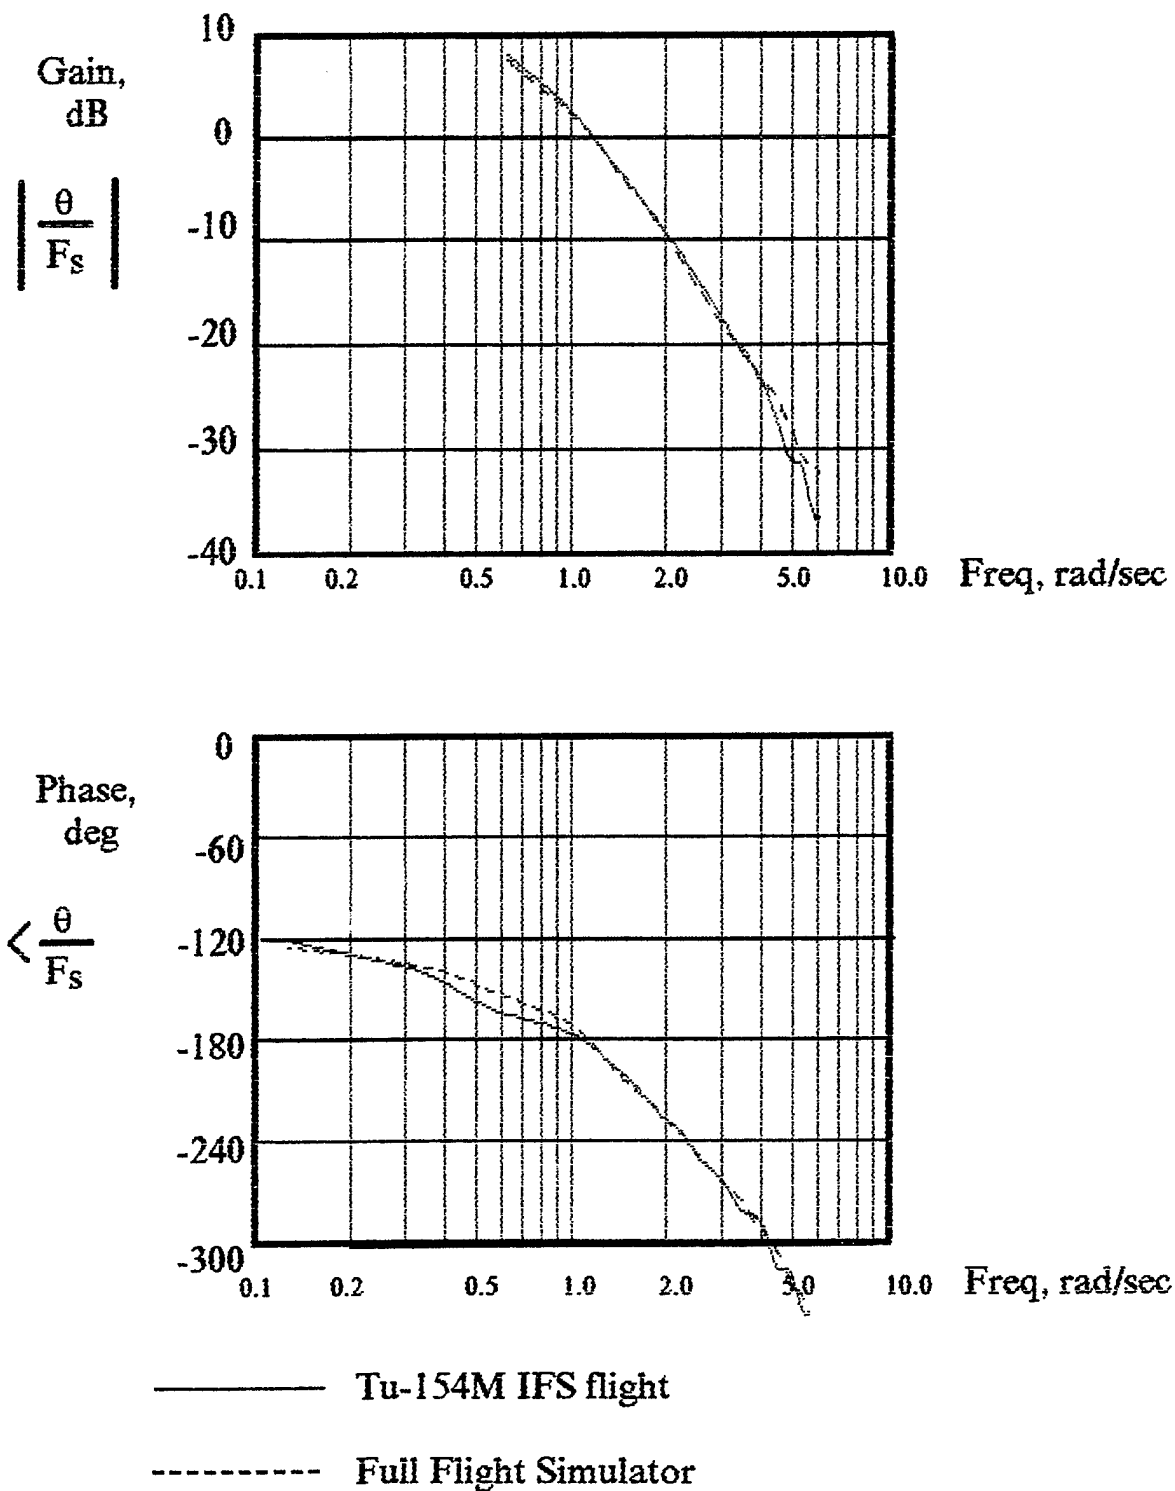 10
Gain,
dB
0
θ
Fs
-10
-20
-30
-40
0.1 0.2 0.5 1.0 2.0 5.0 10.0 Freq, rad/sec
0
Phase,
deg
-60
< θ
Fs
-120
-180
-240
-300
0.1 0.2 0.5 1.0 2.0 5.0 10.0 Freq, rad/sec
Tu-154M IFS flight
Full Flight Simulator